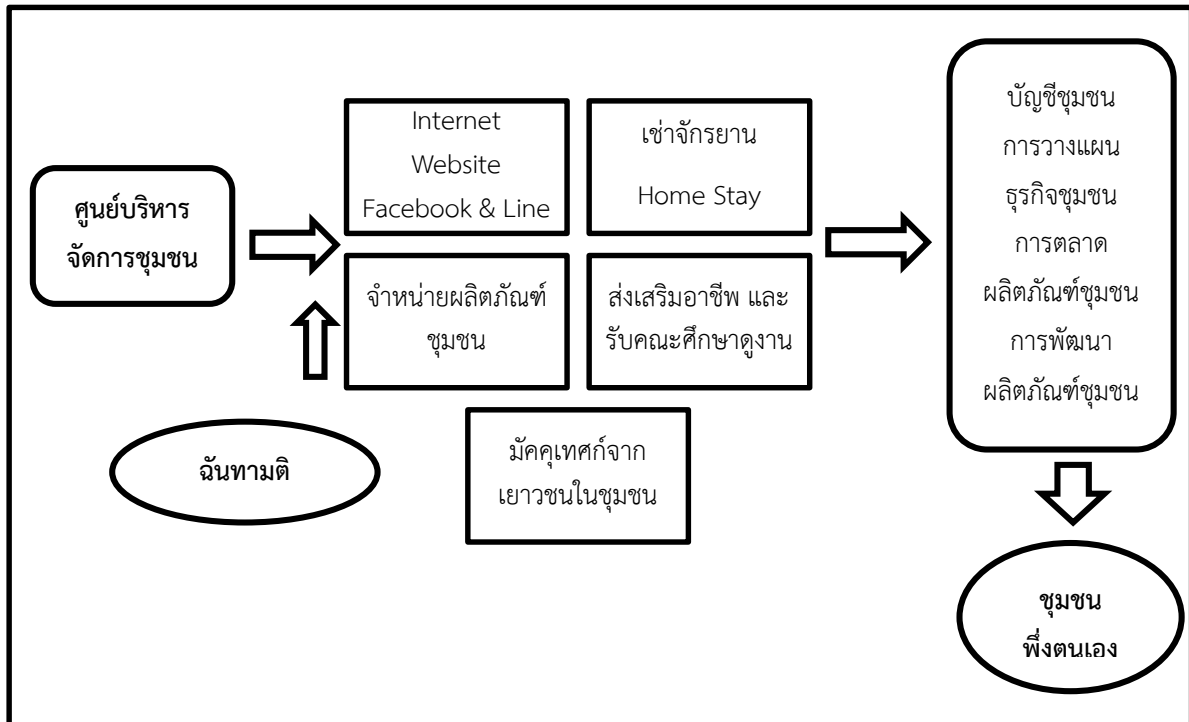 ศูนย์บริหาร
จัดการชุมชน
Internet
Website
Facebook & Line
เช่าจักรยาน
Home Stay
จำหน่ายผลิตภัณฑ์
ชุมชน
ส่งเสริมอาชีพ และ
รับคณะศึกษาดูงาน
มัคคุเทศก์จาก
เยาวชนในชุมชน
ฉันทามติ
บัญชีชุมชน
การวางแผน
ธุรกิจชุมชน
การตลาด
ผลิตภัณฑ์ชุมชน
การพัฒนา
ผลิตภัณฑ์ชุมชน
ชุมชน
พึ่งตนเอง